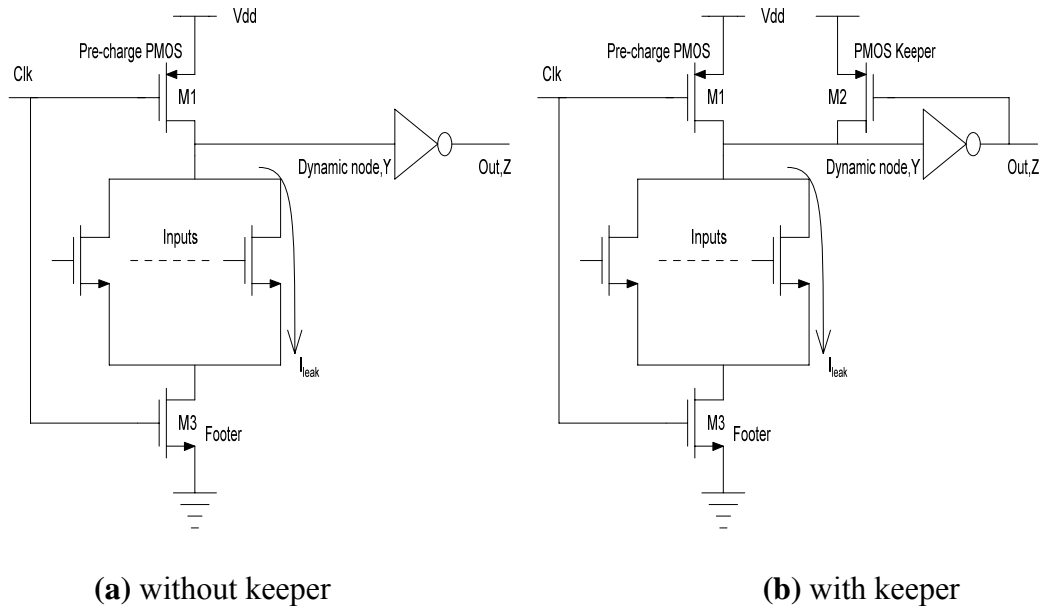 Vdd
Pre-charge PMOS
Clk
M1
Dynamic node,Y
Out,Z
Inputs
I_leak
M3
Footer
(a) without keeper
Vdd
Pre-charge PMOS
PMOS Keeper
Clk
M1
M2
Dynamic node,Y
Out,Z
Inputs
I_leak
M3
Footer
(b) with keeper